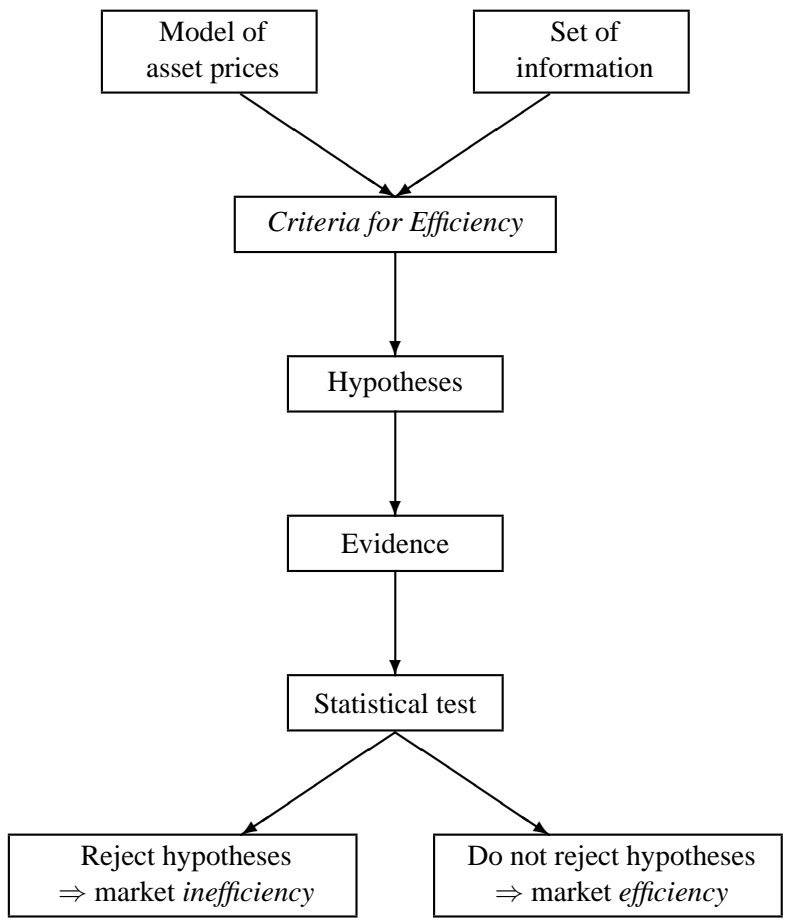 Model of
asset prices
Set of
information
Criteria for Efficiency
Hypotheses
Evidence
Statistical test
Reject hypotheses
⇒ market inefficiency
Do not reject hypotheses
⇒ market efficiency